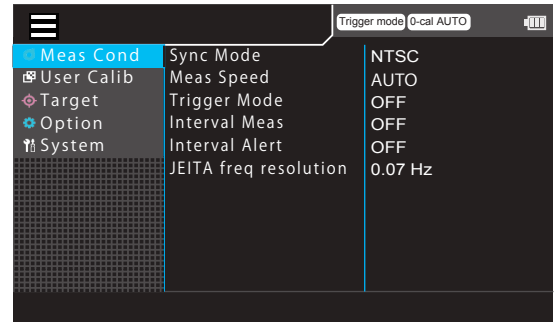 Trigger mode 0-cal AUTO
Meas Cond Sync Mode NTSC
User Calib Meas Speed AUTO
Target Trigger Mode OFF
Option Interval Meas OFF
System Interval Alert OFF
JEITA freq resolution 0.07 Hz